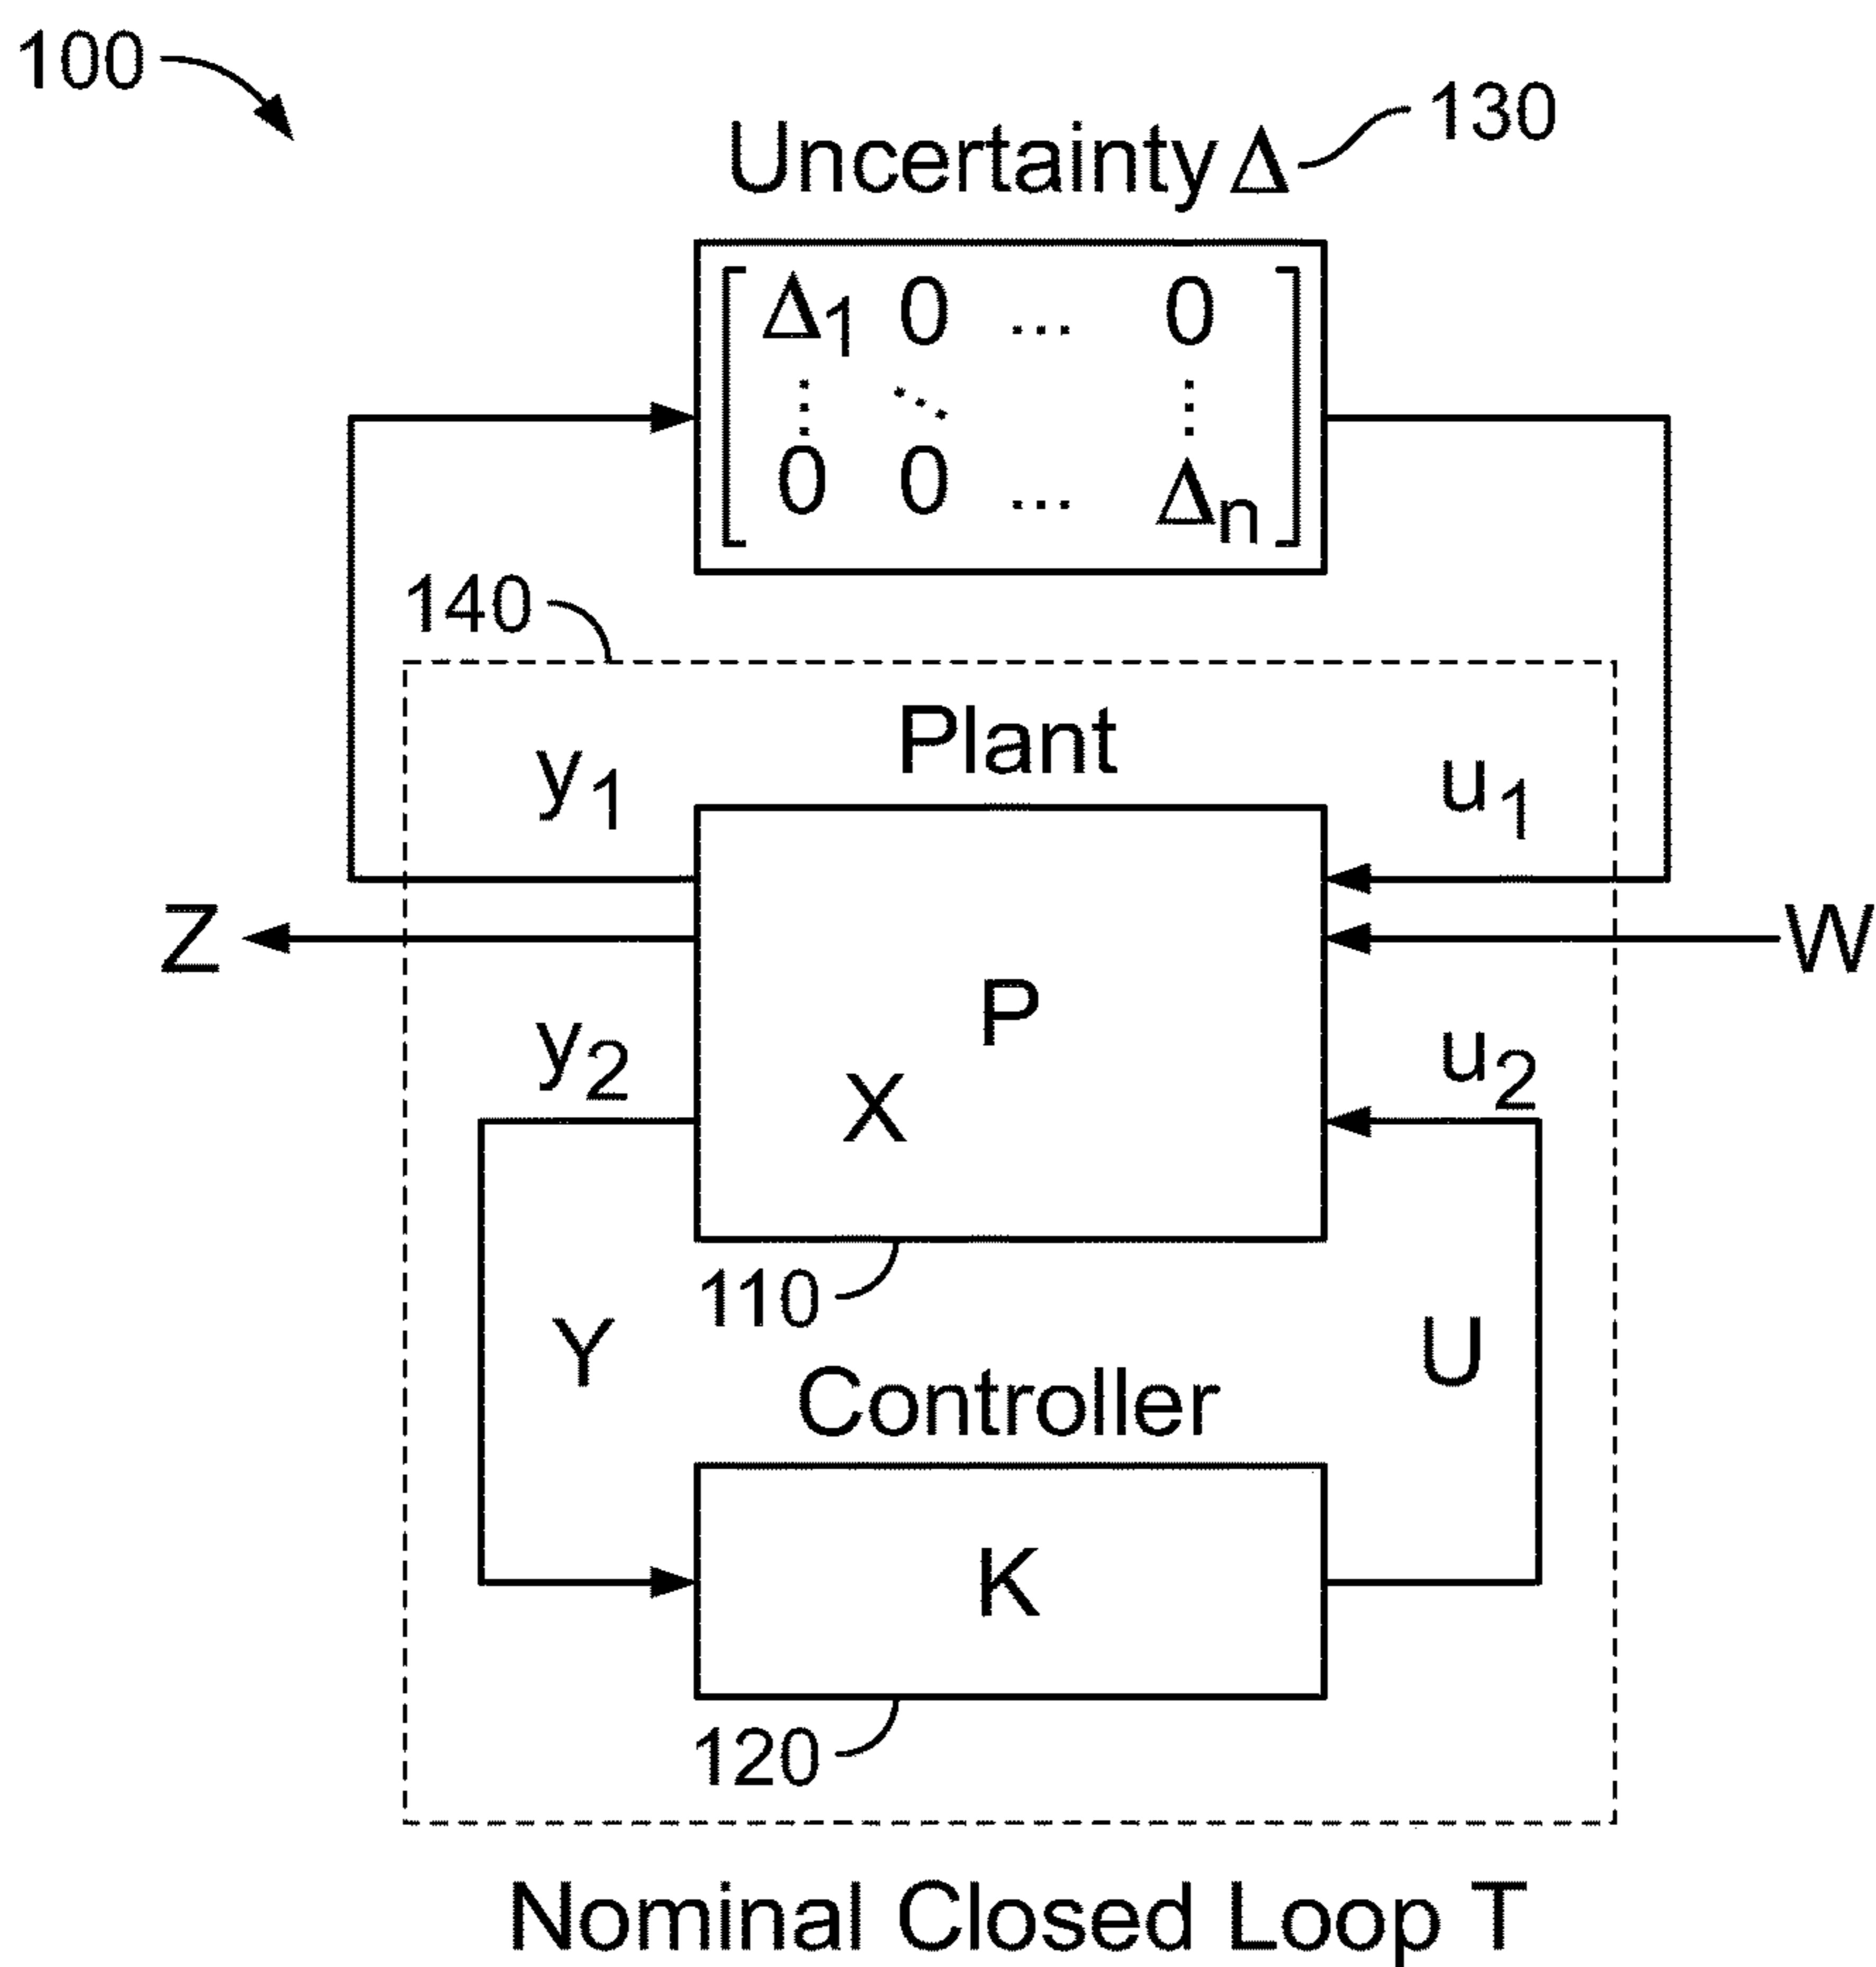 100
130
Uncertainty Δ
Δ1 0 ... 0
⋮ ⋱ ⋮
0 0 ... Δn
140
Plant
y1
u1
Z
W
P
y2
u2
X
110
Y
U
Controller
K
120
Nominal Closed Loop T